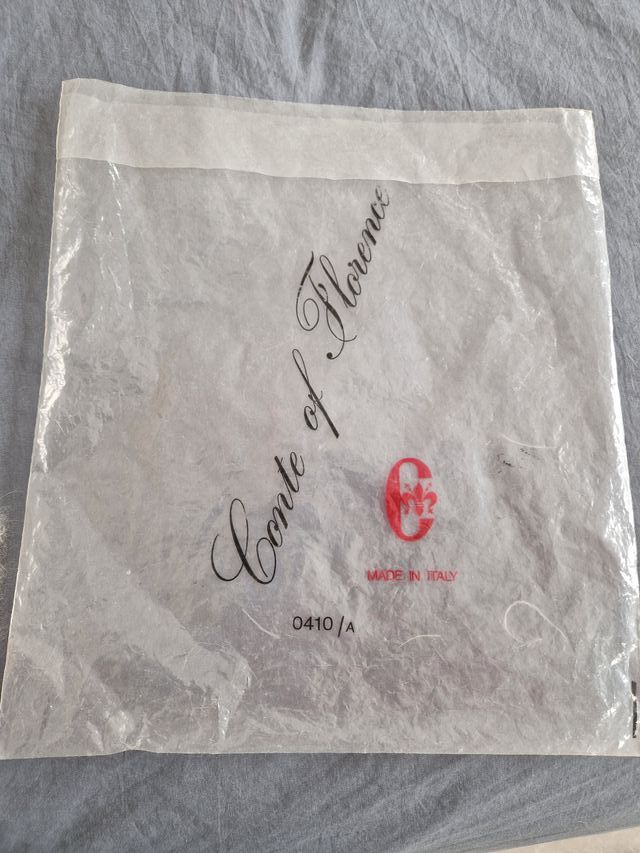 Conte of Florence
C
MADE IN ITALY
0410/A